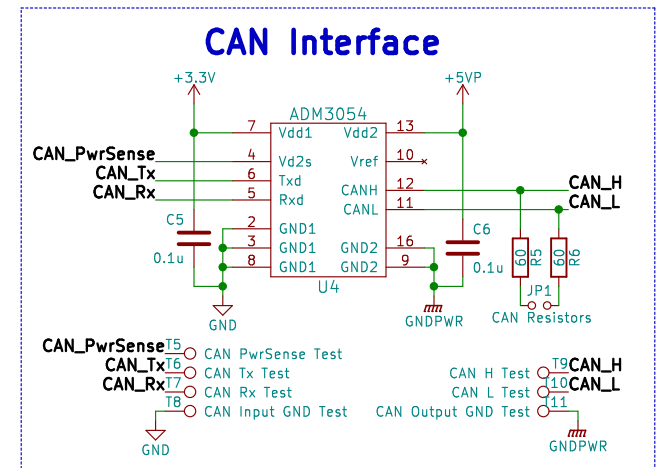 CAN Interface
+3.3V
+5VP
ADM3054
7 Vdd1 Vdd2 13
CAN_PwrSense 4 Vd2s Vref 10
CAN_Tx 6 Txd
CAN_Rx 5 Rxd
CANH 12 CAN_H
CANL 11 CAN_L
C5
0.1u
2 GND1
3 GND1 GND2 16
8 GND1 GND2 9
U4
C6
0.1u
60 R5
60 R6
JP1
CAN Resistors
GND
GNDPWR
CAN_PwrSense T5 CAN PwrSense Test
CAN_Tx T6 CAN Tx Test
CAN_Rx T7 CAN Rx Test
T8 CAN Input GND Test
GND
CAN H Test T9 CAN_H
CAN L Test T10 CAN_L
CAN Output GND Test T11
GNDPWR